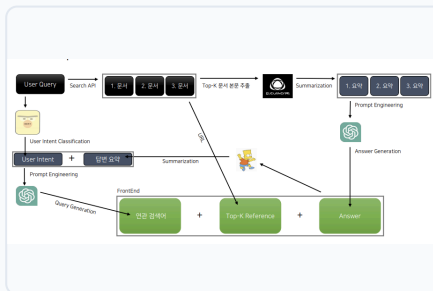 User Query
Search API
1. 문서
2. 문서
3. 문서
Top-K 문서 본문 추출
Summarization
1. 요약
2. 요약
3. 요약
User Intent Classification
URL
Prompt Engineering
User Intent
+
답변 요약
Summarization
Answer Generation
Prompt Engineering
Query Generation
FrontEnd
연관 검색어
+
Top-K Reference
+
Answer